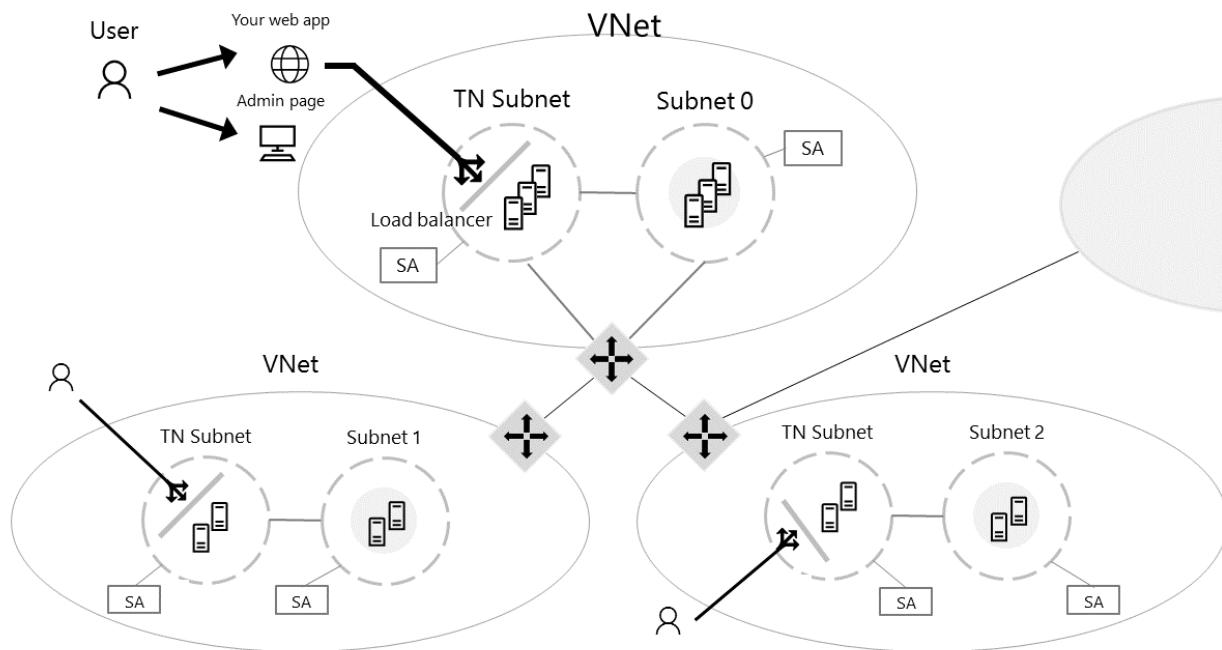 VNet
User
Your web app
Admin page
TN Subnet
Subnet 0
SA
Load balancer
SA
VNet
TN Subnet
Subnet 1
SA
SA
VNet
TN Subnet
Subnet 2
SA
SA